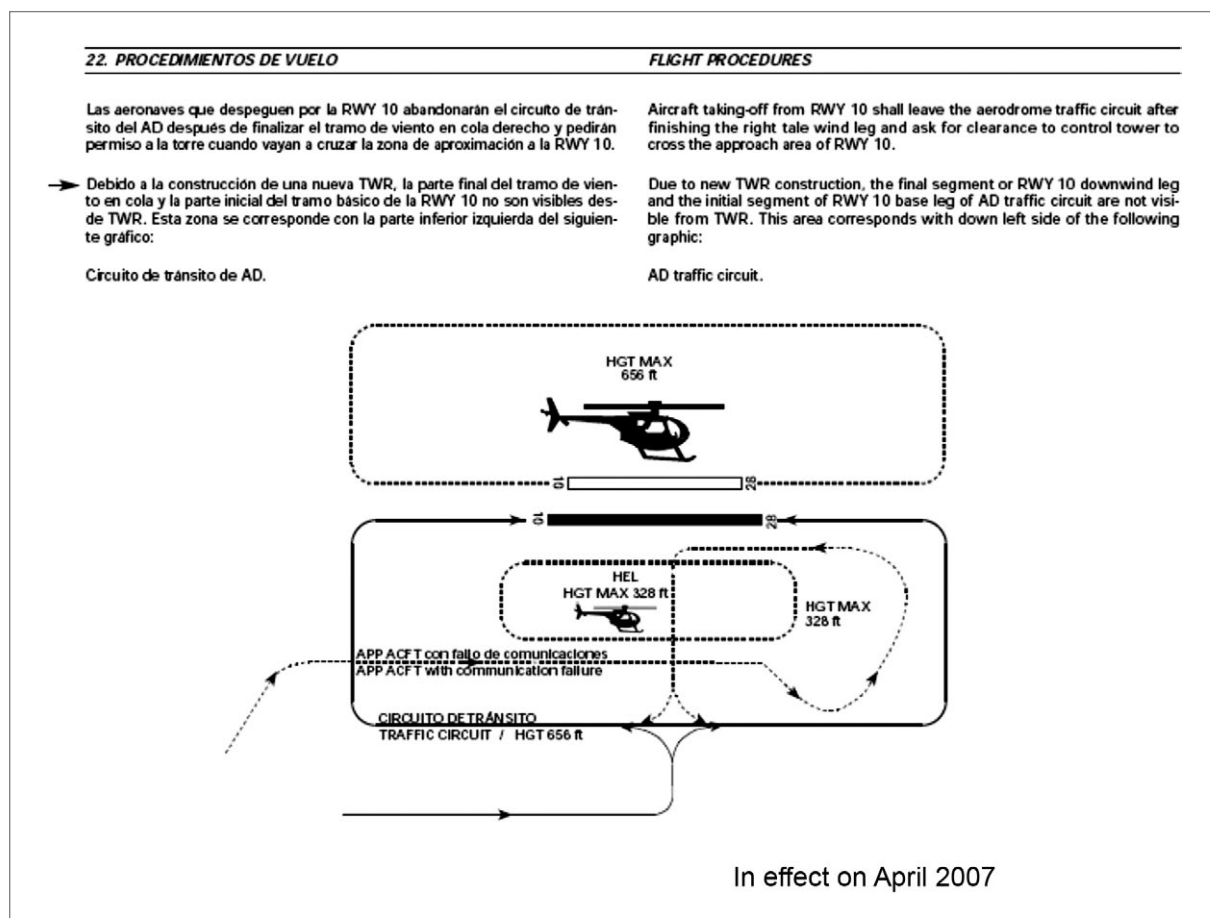 22. PROCEDIMIENTOS DE VUELO
Las aeronaves que despeguen por la RWY 10 abandonarán el circuito de trán-
sito del AD después de finalizar el tramo de viento en cola derecho y pedirán
permiso a la torre cuando vayan a cruzar la zona de aproximación a la RWY 10.
Debido a la construcción de una nueva TWR, la parte final del tramo de vien-
to en cola y la parte inicial del tramo básico de la RWY 10 no son visibles des-
de TWR. Esta zona se corresponde con la parte inferior izquierda del siguien-
te gráfico:
Circuito de tránsito de AD.
FLIGHT PROCEDURES
Aircraft taking-off from RWY 10 shall leave the aerodrome traffic circuit after
finishing the right tale wind leg and ask for clearance to control tower to
cross the approach area of RWY 10.
Due to new TWR construction, the final segment or RWY 10 downwind leg
and the initial segment of RWY 10 base leg of AD traffic circuit are not visi-
ble from TWR. This area corresponds with down left side of the following
graphic:
AD traffic circuit.
HGT MAX
656 ft
10
28
10
28
HEL
HGT MAX 328 ft
HGT MAX
328 ft
APP ACFT con fallo de comunicaciones
APP ACFT with communication failure
CIRCUITO DE TRÁNSITO
TRAFFIC CIRCUIT / HGT 656 ft
In effect on April 2007